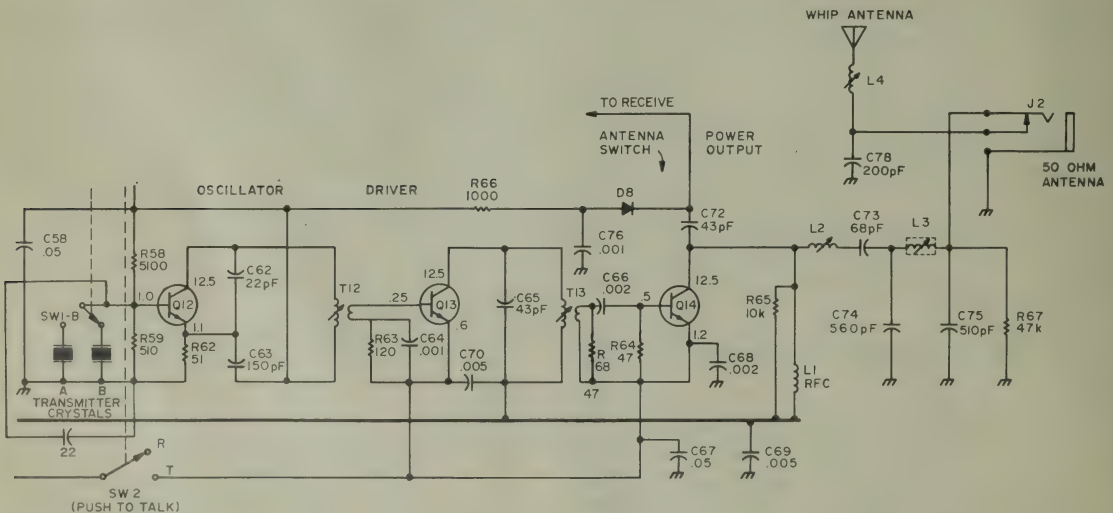 WHIP ANTENNA
L4
TO RECEIVE
J2
ANTENNA SWITCH
POWER OUTPUT
C78
200pF
50 OHM
ANTENNA
OSCILLATOR
DRIVER
R66
1000
D8
C72
43pF
C58
.05
R58
5100
C62
22pF
C76
.001
L2
C73
68pF
L3
12.5
T12
12.5
C66
.002
12.5
1.0
Q12
.25
Q13
C65
43pF
T13
.5
Q14
R65
10k
SW1-B
1.1
.6
1.2
C74
560pF
C75
510pF
R67
47k
R59
510
R62
51
C63
150pF
R63
120
C64
.001
C70
.005
R
68
R64
47
C68
.002
L1
RFC
47
A
B
TRANSMITTER
CRYSTALS
22
R
T
C67
.05
C69
.005
SW 2
(PUSH TO TALK)